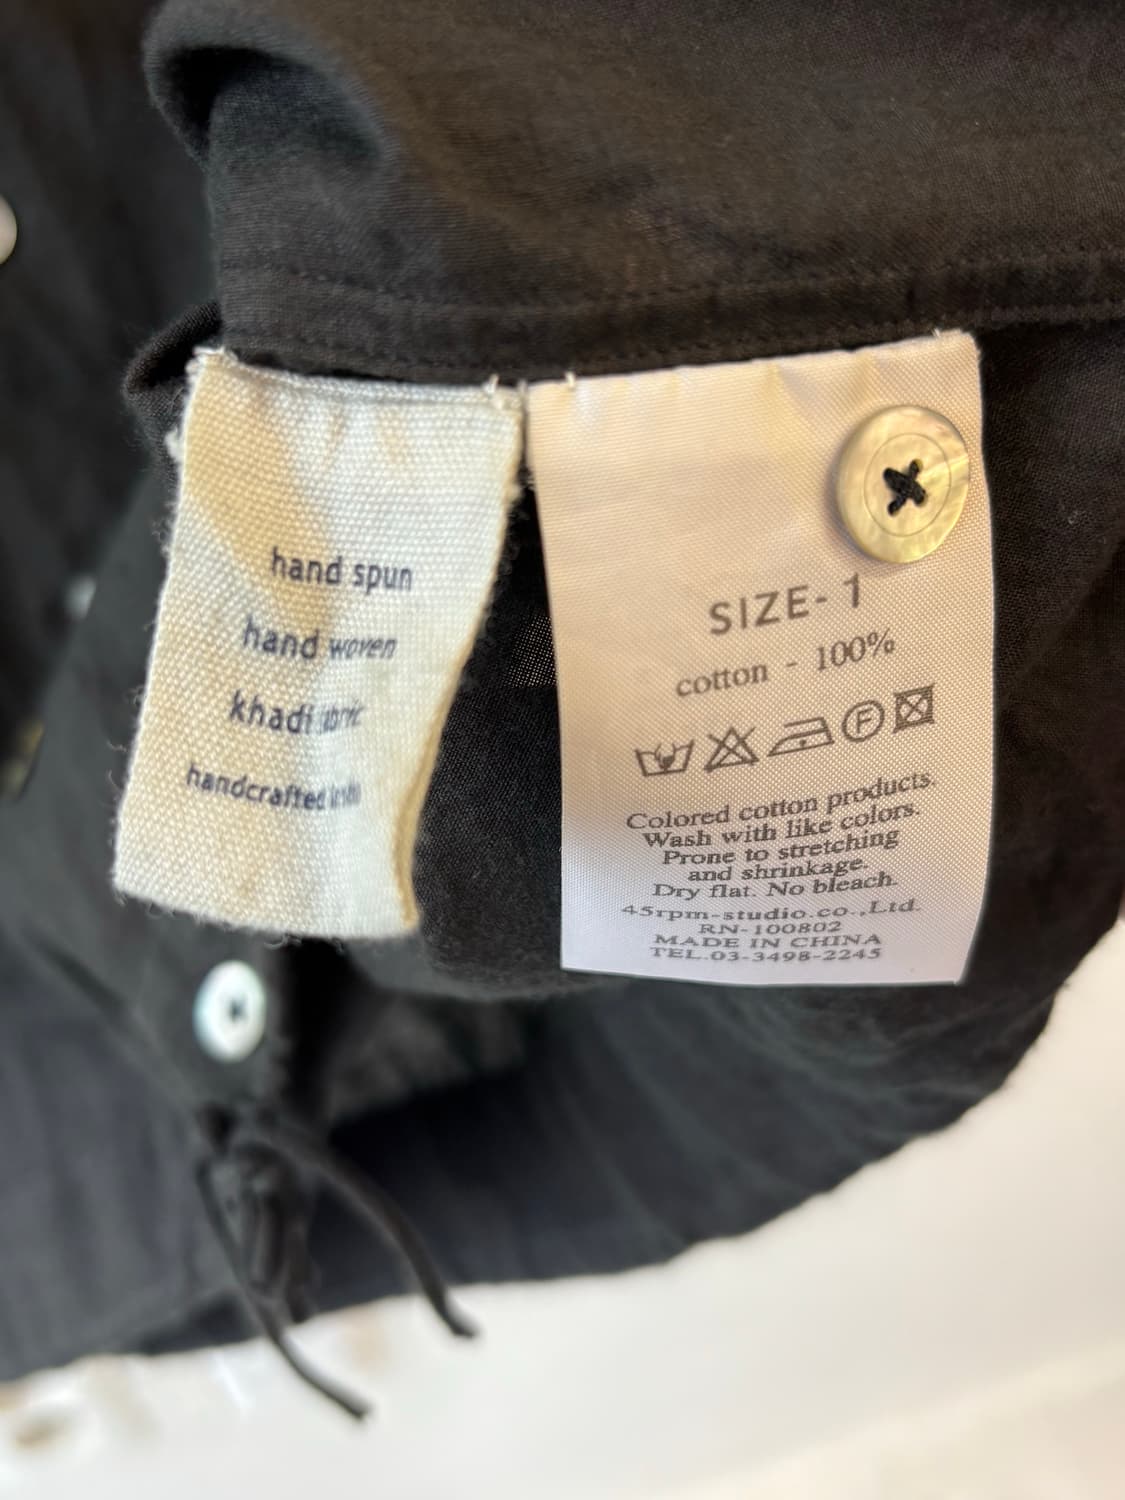 hand spun
hand woven
khadi fabric
handcrafted
SIZE- 1
cotton - 100%
F
Colored cotton products.
Wash with like colors.
Prone to stretching
and shrinkage.
Dry flat. No bleach.
45rpm-studio.co.,Ltd.
RN-100802
MADE IN CHINA
TEL.03-3498-2245